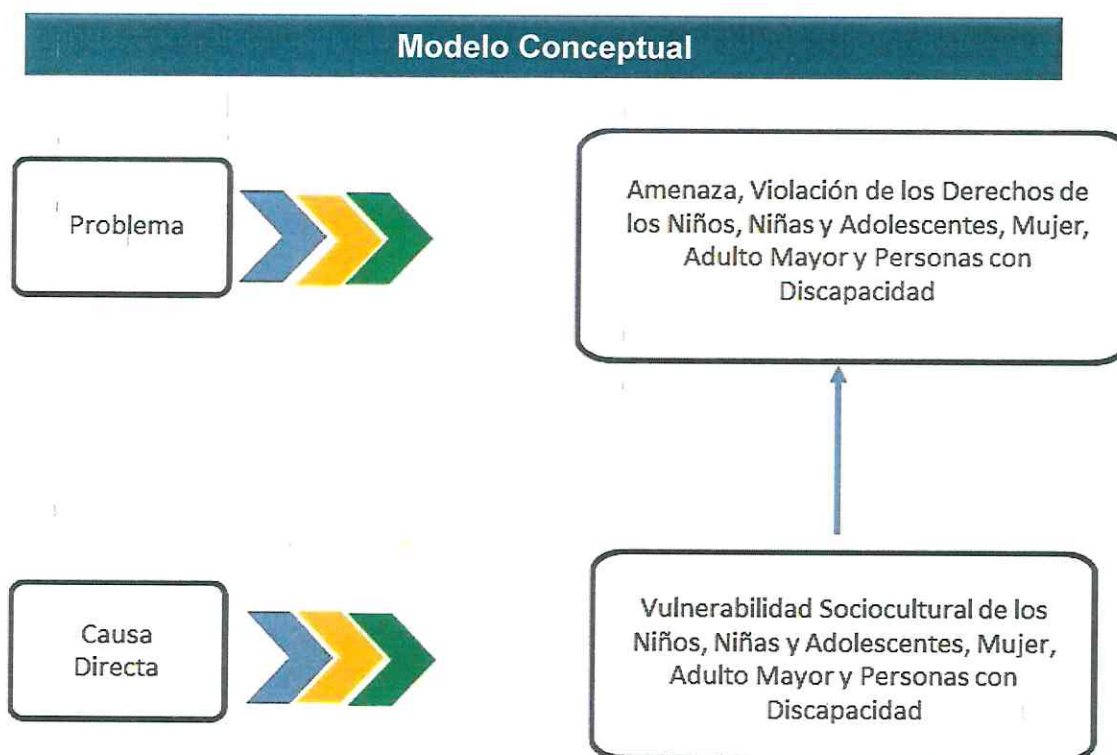 Modelo Conceptual
Problema
Amenaza, Violación de los Derechos de
los Niños, Niñas y Adolescentes, Mujer,
Adulto Mayor y Personas con
Discapacidad
Causa
Directa
Vulnerabilidad Sociocultural de los
Niños, Niñas y Adolescentes, Mujer,
Adulto Mayor y Personas con
Discapacidad